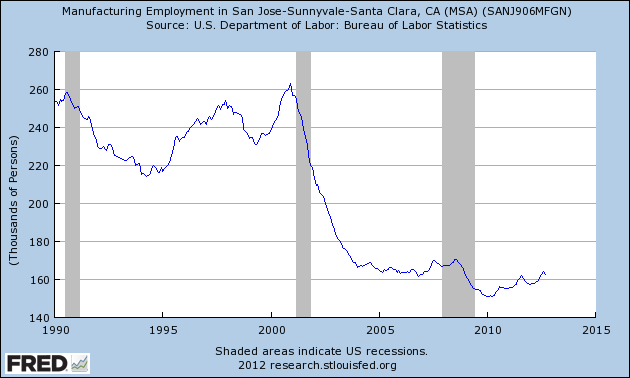 Manufacturing Employment in San Jose-Sunnyvale-Santa Clara, CA (MSA) (SANJ906MFGN)
Source: U.S. Department of Labor: Bureau of Labor Statistics
(Thousands of Persons)
280
260
240
220
200
180
160
140
1990
1995
2000
2005
2010
2015
Shaded areas indicate US recessions.
2012 research.stlouisfed.org
FRED